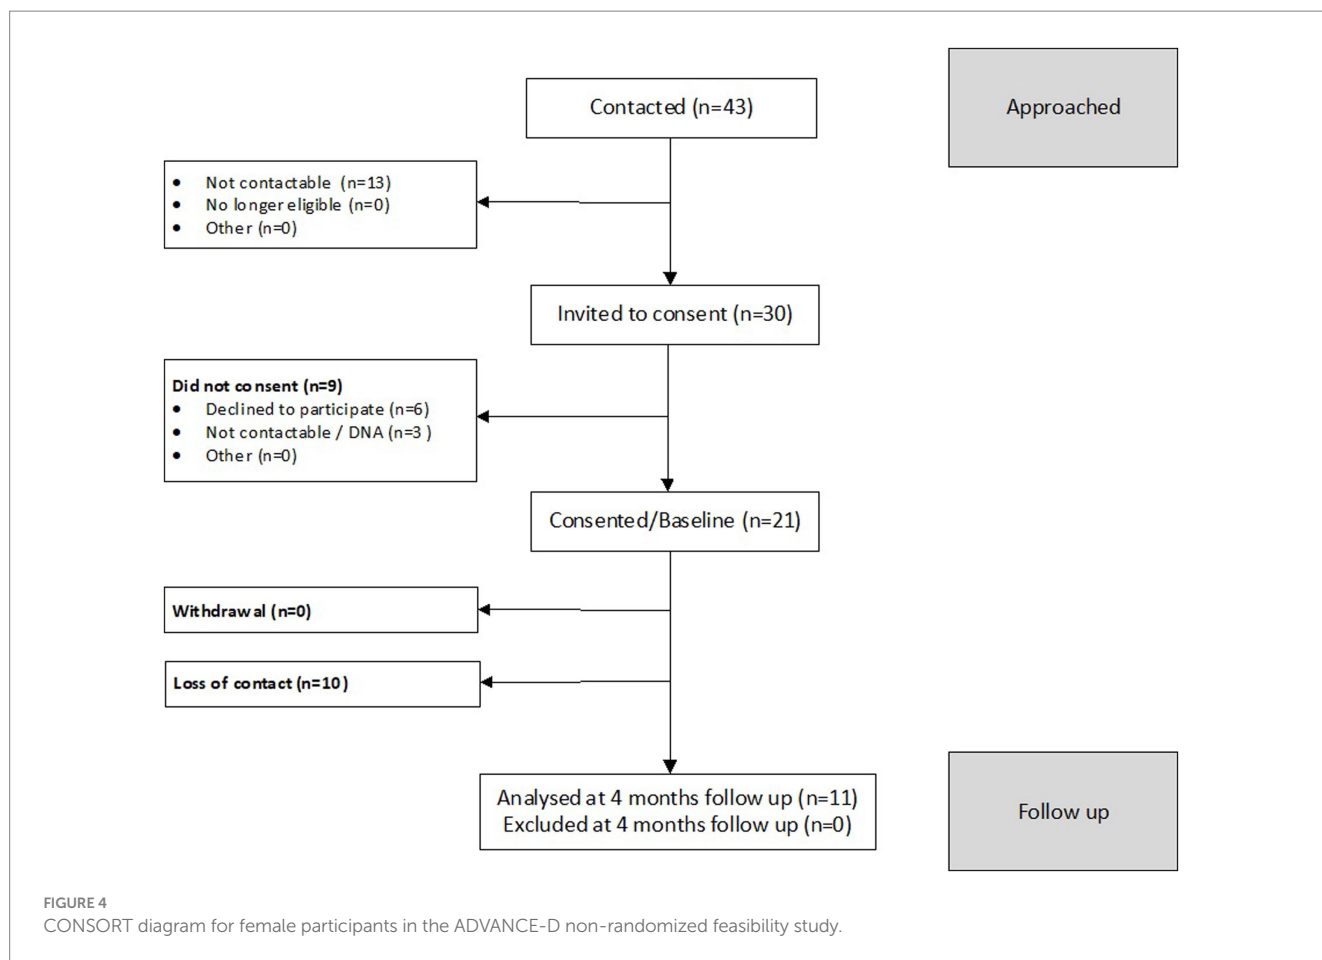 Contacted (n=43)
Approached
• Not contactable (n=13)
• No longer eligible (n=0)
• Other (n=0)
Invited to consent (n=30)
Did not consent (n=9)
• Declined to participate (n=6)
• Not contactable / DNA (n=3 )
• Other (n=0)
Consented/Baseline (n=21)
Withdrawal (n=0)
Loss of contact (n=10)
Analysed at 4 months follow up (n=11)
Excluded at 4 months follow up (n=0)
Follow up
FIGURE 4
CONSORT diagram for female participants in the ADVANCE-D non-randomized feasibility study.